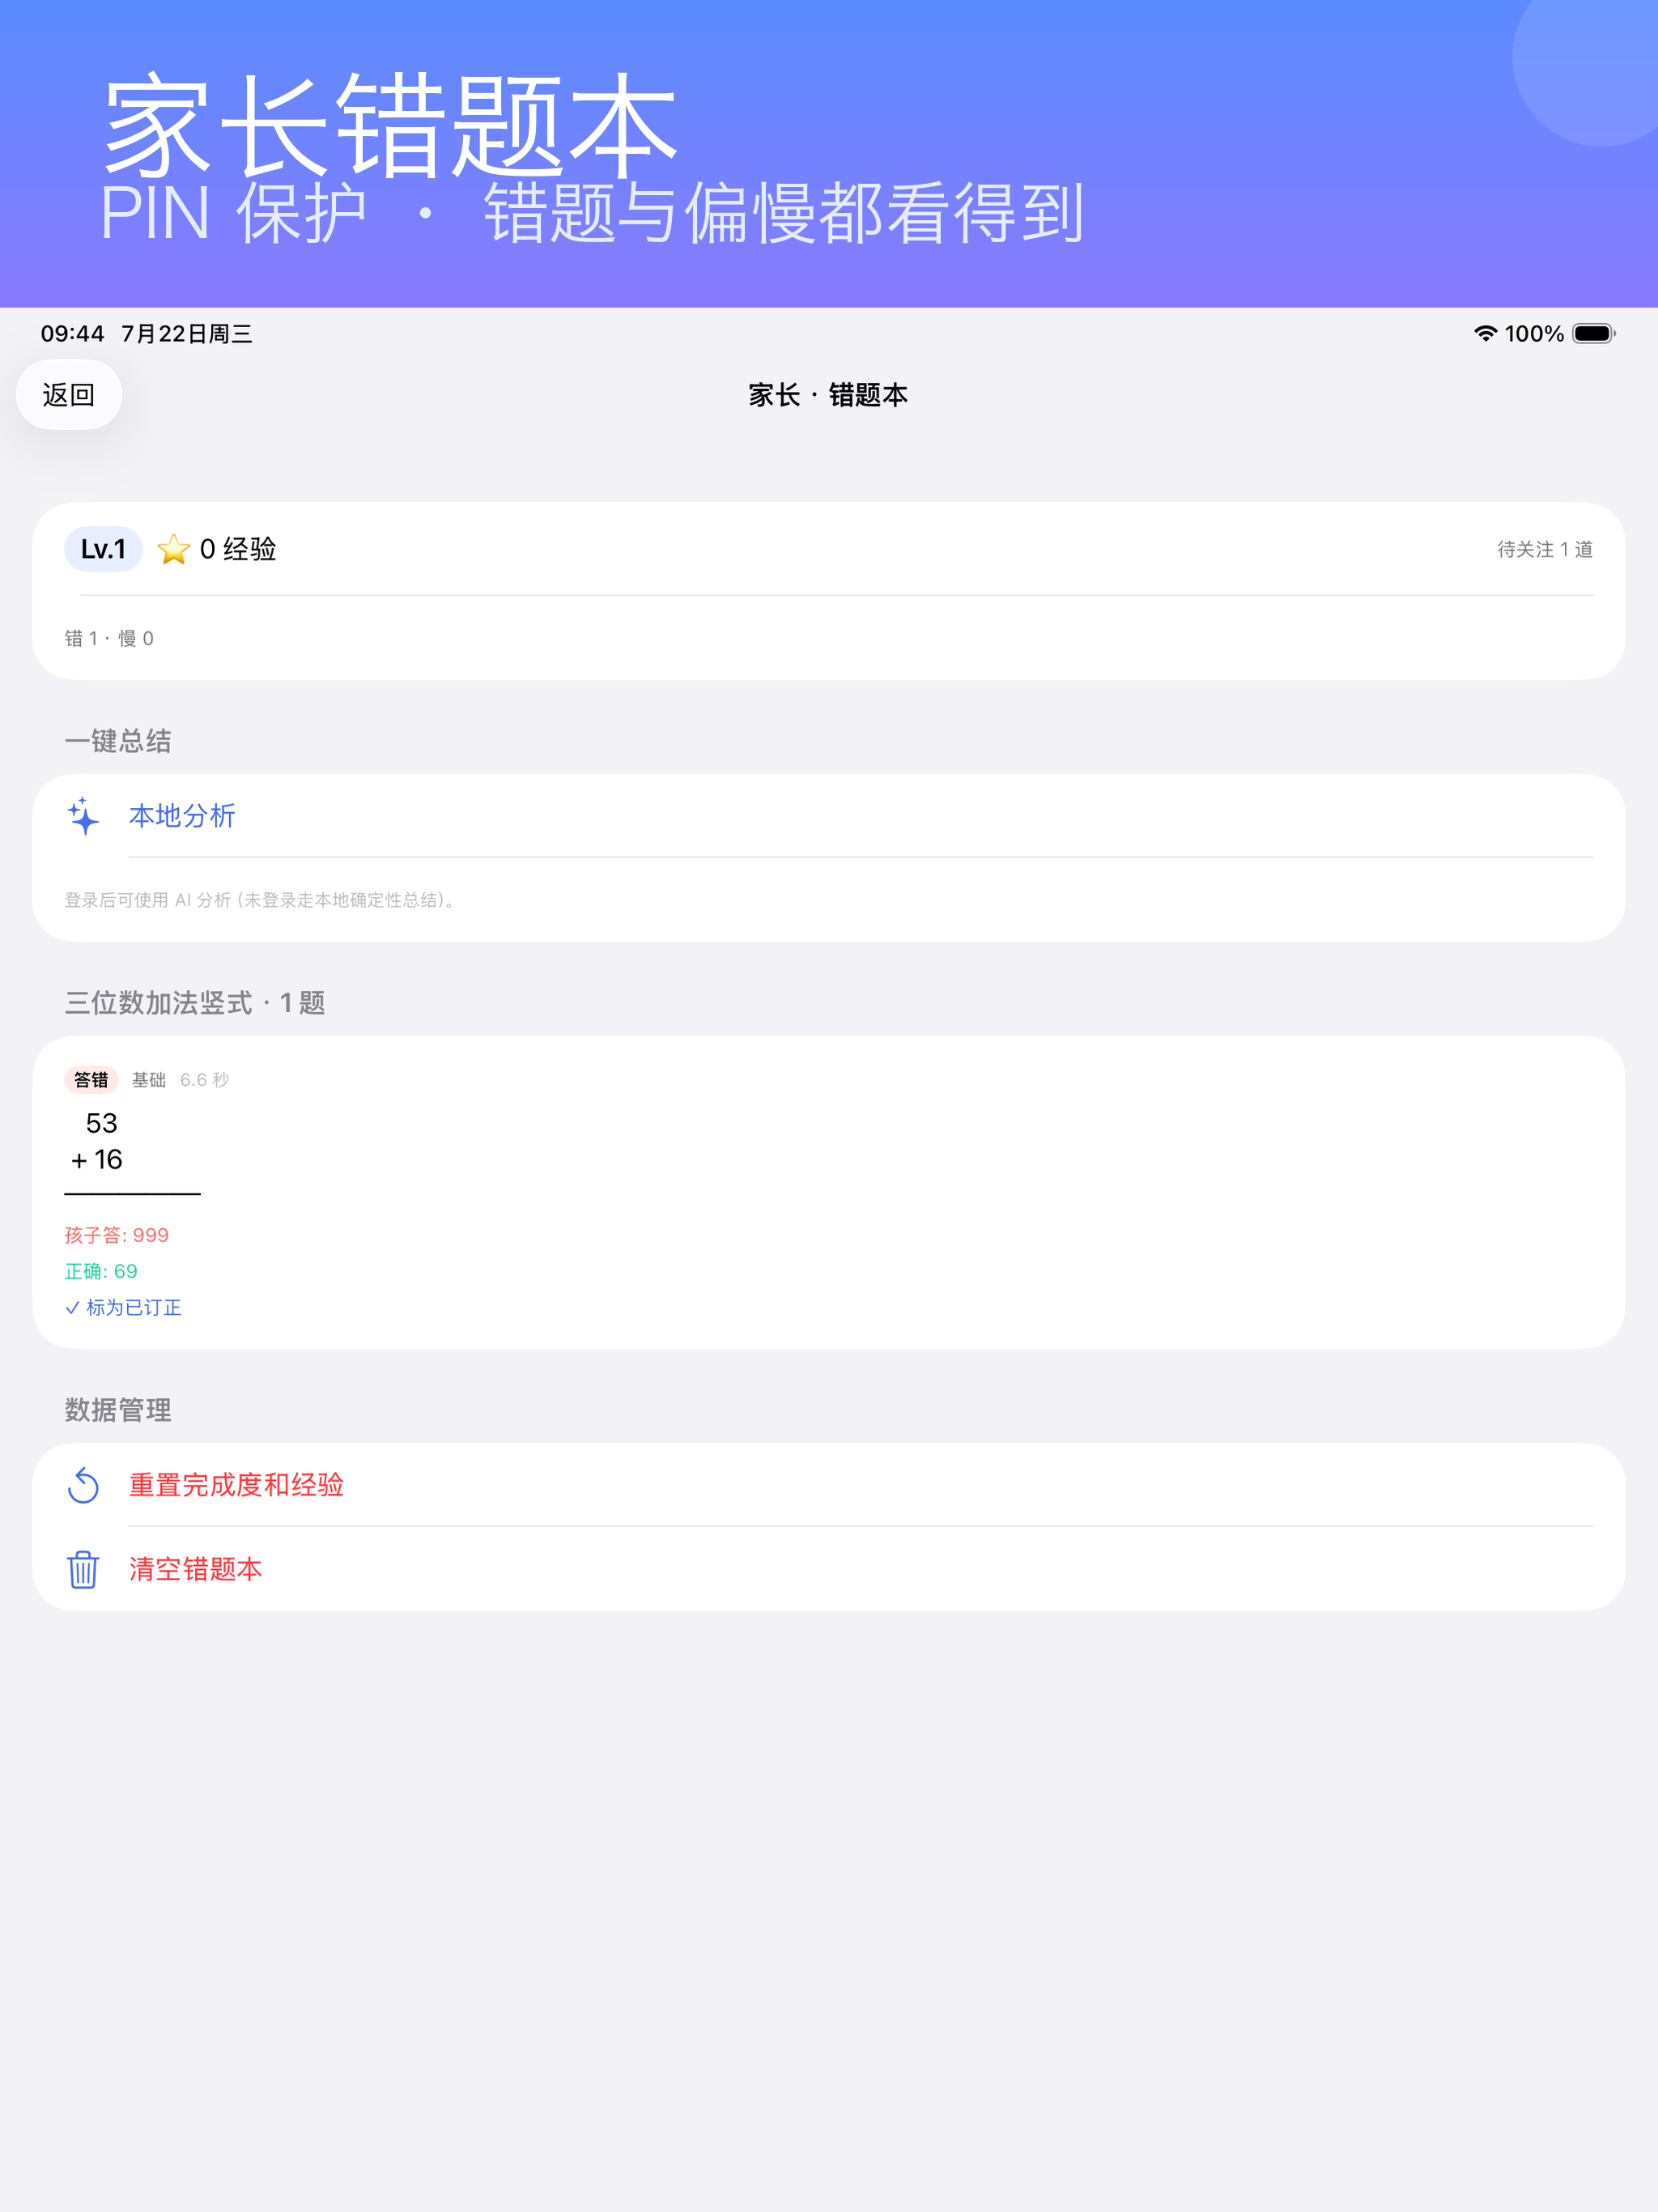 家长错题本
PIN 保护 · 错题与偏慢都看得到
09:44 7月22日周三
100%
返回
家长 · 错题本
Lv.1 ⭐ 0 经验
待关注 1 道
错 1 · 慢 0
一键总结
本地分析
登录后可使用 AI 分析 (未登录走本地确定性总结)。
三位数加法竖式 · 1 题
答错 基础 6.6 秒
53
+ 16
孩子答: 999
正确: 69
✓ 标为已订正
数据管理
重置完成度和经验
清空错题本